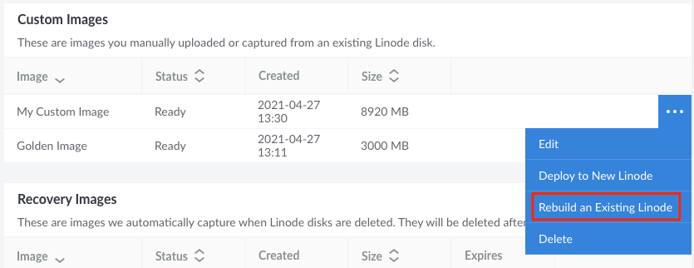 Custom Images
These are images you manually uploaded or captured from an existing Linode disk.
Image Status Created Size
My Custom Image Ready 2021-04-27 13:30 8920 MB
Golden Image Ready 2021-04-27 13:11 3000 MB
Edit
Deploy to New Linode
Rebuild an Existing Linode
Delete
Recovery Images
These are images we automatically capture when Linode disks are deleted. They will be deleted after
Image Status Created Size Expires